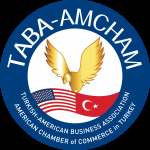 TABA-AMCHAM
TURKISH-AMERICAN BUSINESS ASSOCIATION
AMERICAN CHAMBER of COMMERCE in TURKEY